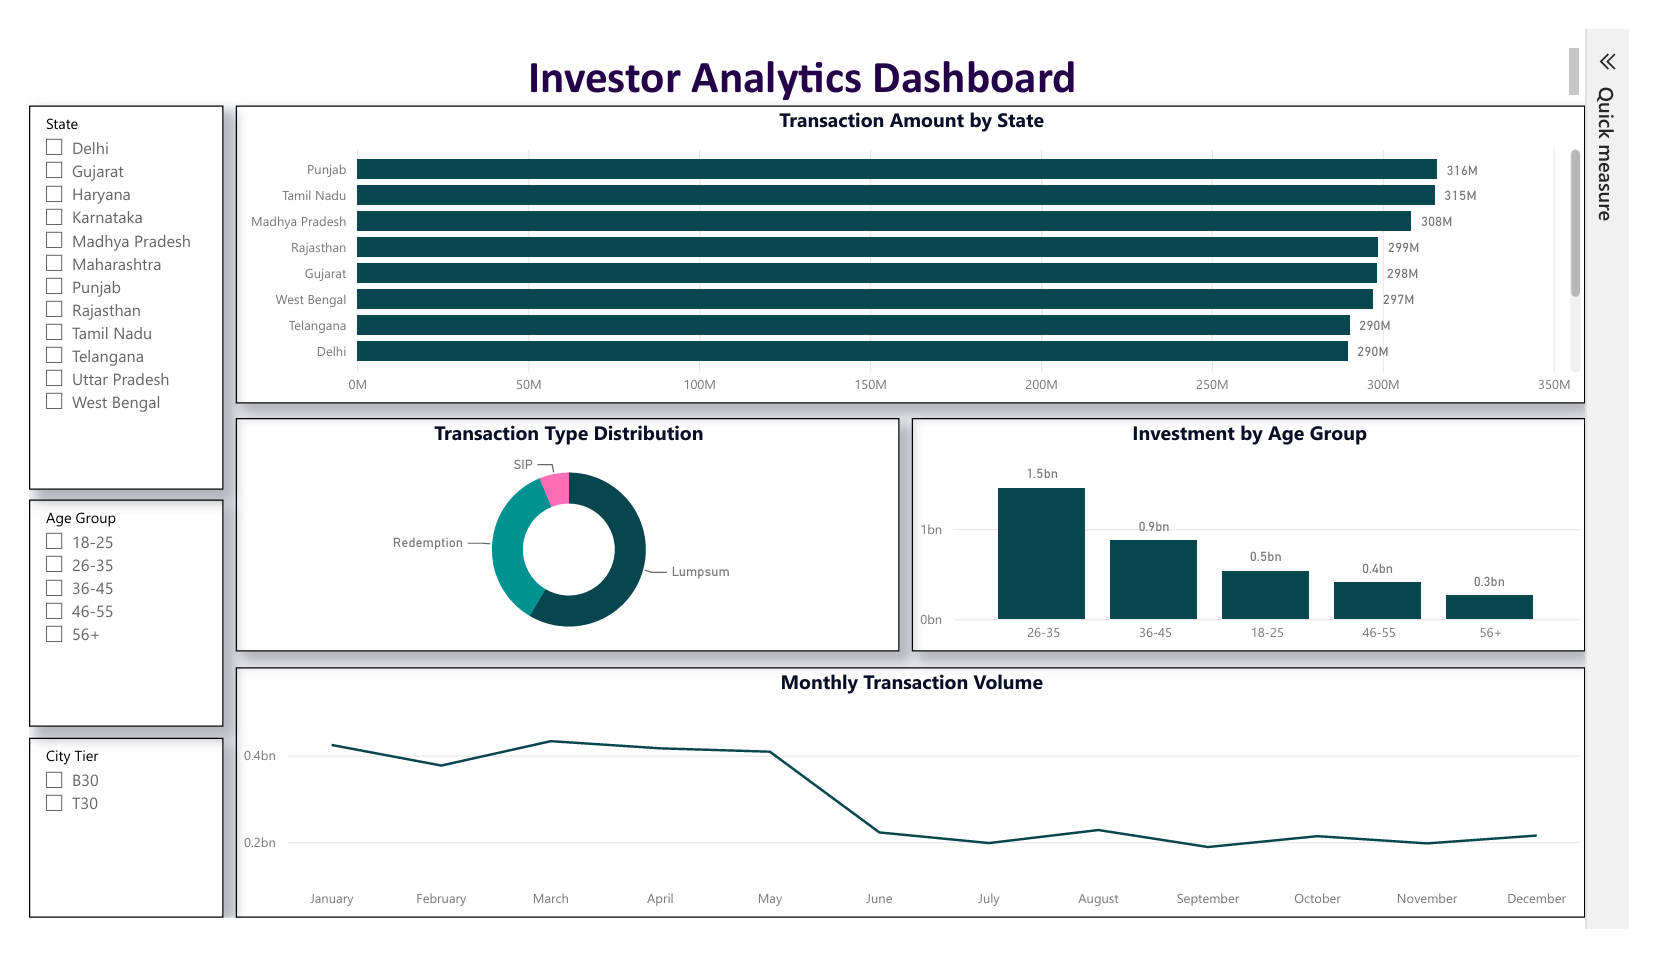 Investor Analytics Dashboard
Quick measure
State
Delhi
Gujarat
Haryana
Karnataka
Madhya Pradesh
Maharashtra
Punjab
Rajasthan
Tamil Nadu
Telangana
Uttar Pradesh
West Bengal
Age Group
18-25
26-35
36-45
46-55
56+
City Tier
B30
T30
Transaction Amount by State
Punjab 316M
Tamil Nadu 315M
Madhya Pradesh 308M
Rajasthan 299M
Gujarat 298M
West Bengal 297M
Telangana 290M
Delhi 290M
0M 50M 100M 150M 200M 250M 300M 350M
Transaction Type Distribution
SIP
Redemption
Lumpsum
Investment by Age Group
1.5bn
1bn
0.9bn
0.5bn
0.4bn
0.3bn
0bn
26-35 36-45 18-25 46-55 56+
Monthly Transaction Volume
0.4bn
0.2bn
January February March April May June July August September October November December